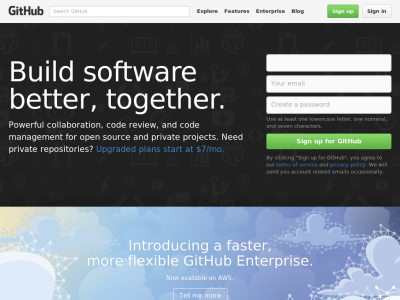 GitHub
Search GitHub
Explore Features Enterprise Blog
Sign up
Sign in
Build software
better, together.
Powerful collaboration, code review, and code
management for open source and private projects. Need
private repositories? Upgraded plans start at $7/mo.
Your email
Create a password
Use at least one lowercase letter, one numeral,
and seven characters.
Sign up for GitHub
By clicking "Sign up for GitHub", you agree to
our terms of service and privacy policy. We will
send you account related emails occasionally.
Introducing a faster,
more flexible GitHub Enterprise.
Now available on AWS.
Tell me more